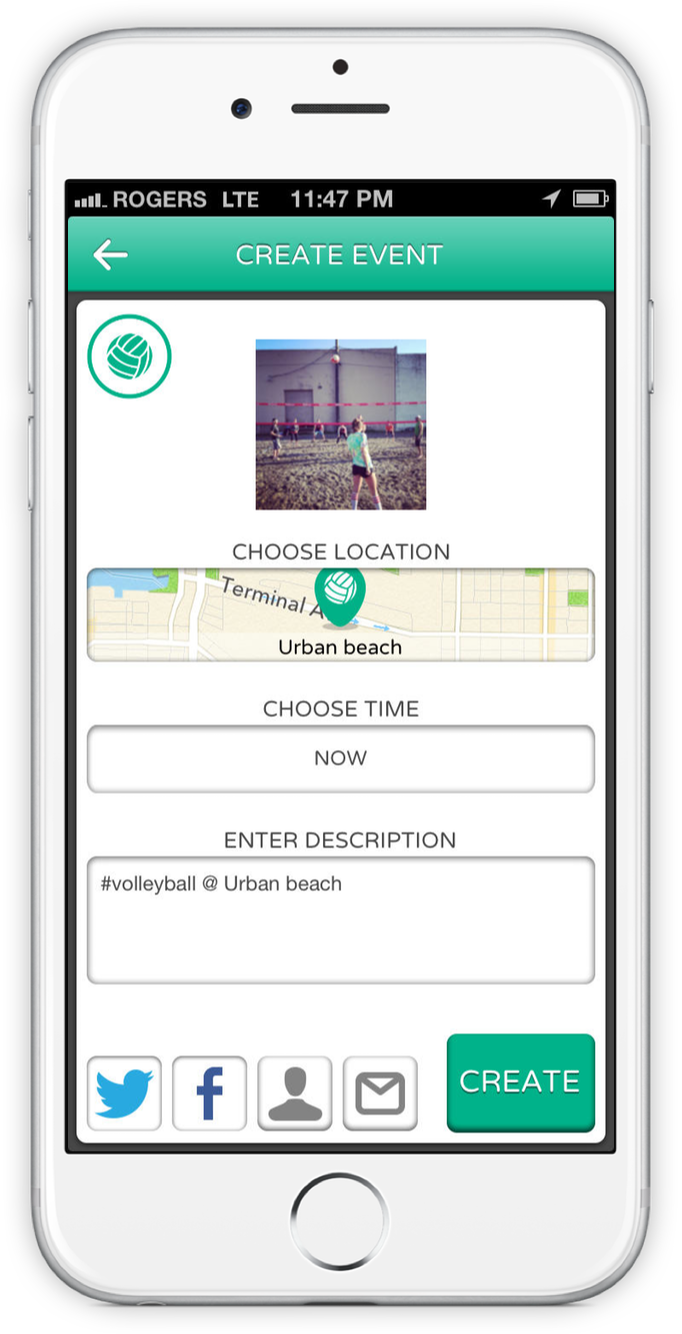 ROGERS LTE 11:47 PM
CREATE EVENT
CHOOSE LOCATION
Terminal A
Urban beach
CHOOSE TIME
NOW
ENTER DESCRIPTION
#volleyball @ Urban beach
CREATE